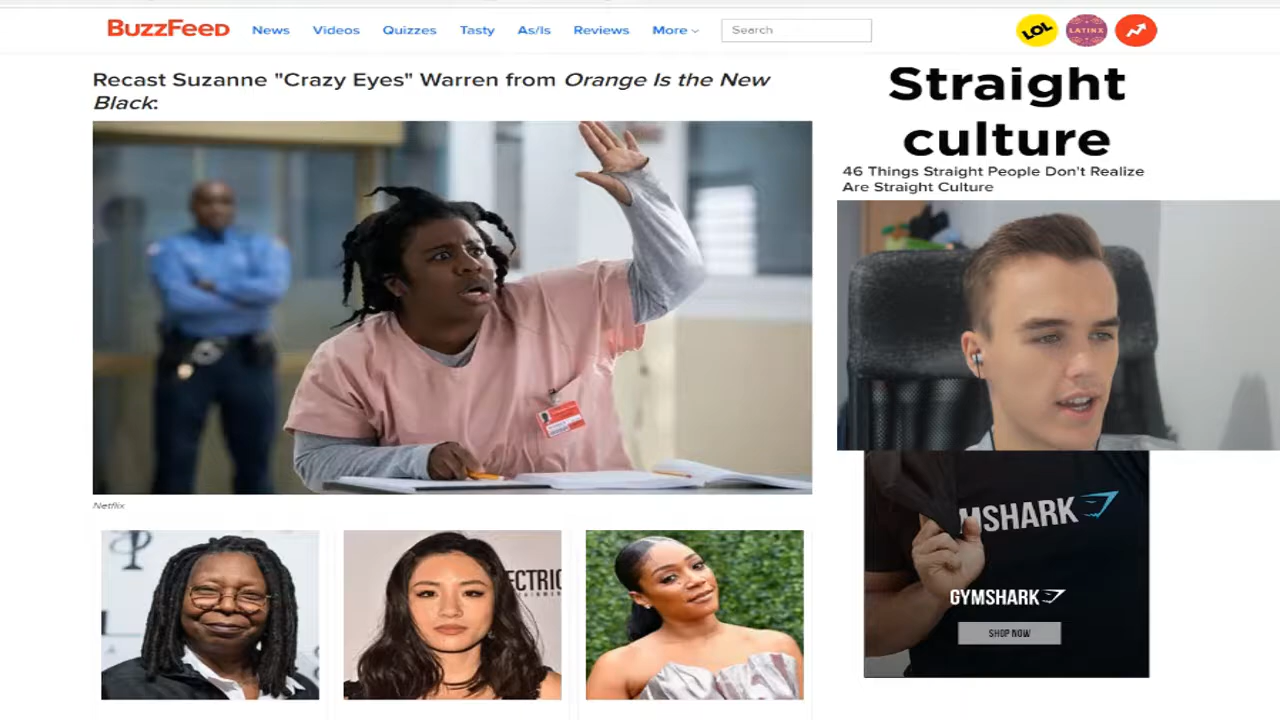 BuzzFeed News Videos Quizzes Tasty As/Is Reviews More Search LOL LATINX
Recast Suzanne "Crazy Eyes" Warren from Orange Is the New
Black:
Netflix
ECTRIC
Straight
culture
46 Things Straight People Don't Realize
Are Straight Culture
MSHARK
GYMSHARK
SHOP NOW